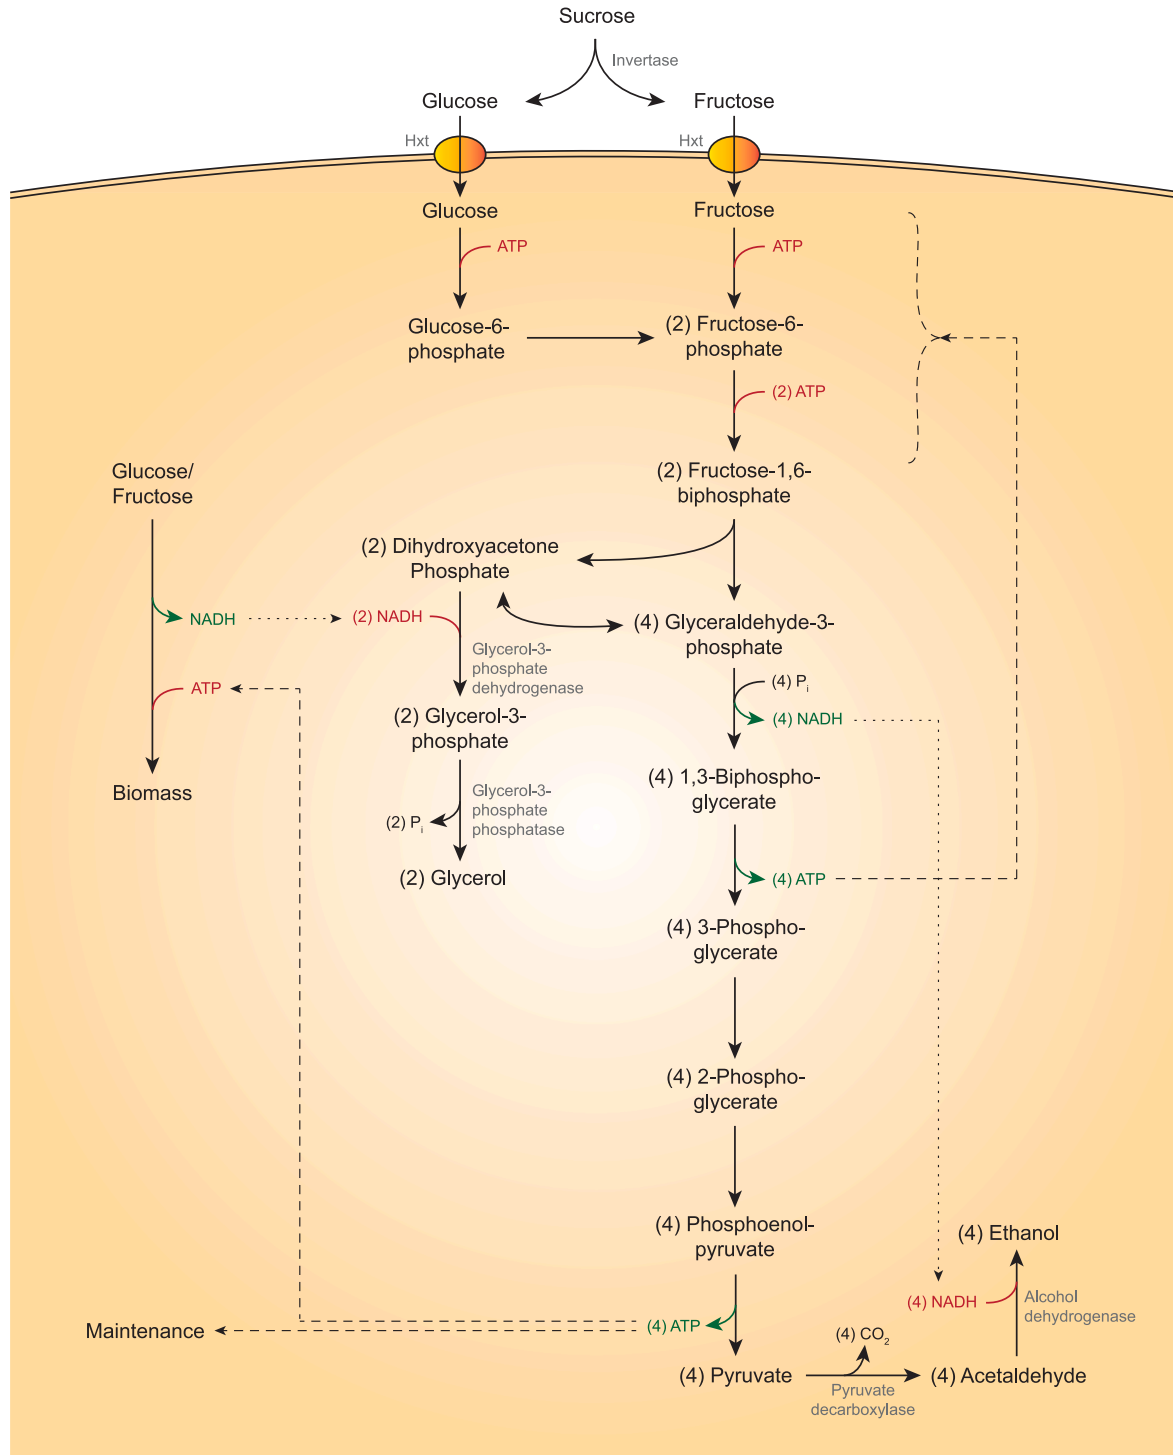 Sucrose
Invertase
Glucose
Fructose
Hxt
Hxt
Glucose
Fructose
ATP
ATP
Glucose-6-
phosphate
(2) Fructose-6-
phosphate
(2) ATP
Glucose/
Fructose
(2) Fructose-1,6-
biphosphate
(2) Dihydroxyacetone
Phosphate
NADH
(2) NADH
(4) Glyceraldehyde-3-
phosphate
Glycerol-3-
phosphate
dehydrogenase
ATP
(4) Pi
(4) NADH
(2) Glycerol-3-
phosphate
Biomass
(4) 1,3-Biphospho-
glycerate
Glycerol-3-
phosphate
phosphatase
(2) Pi
(2) Glycerol
(4) ATP
(4) 3-Phospho-
glycerate
(4) 2-Phospho-
glycerate
(4) Phosphoenol-
pyruvate
(4) Ethanol
(4) NADH
Alcohol
dehydrogenase
Maintenance
(4) ATP
(4) CO2
(4) Pyruvate
Pyruvate
decarboxylase
(4) Acetaldehyde